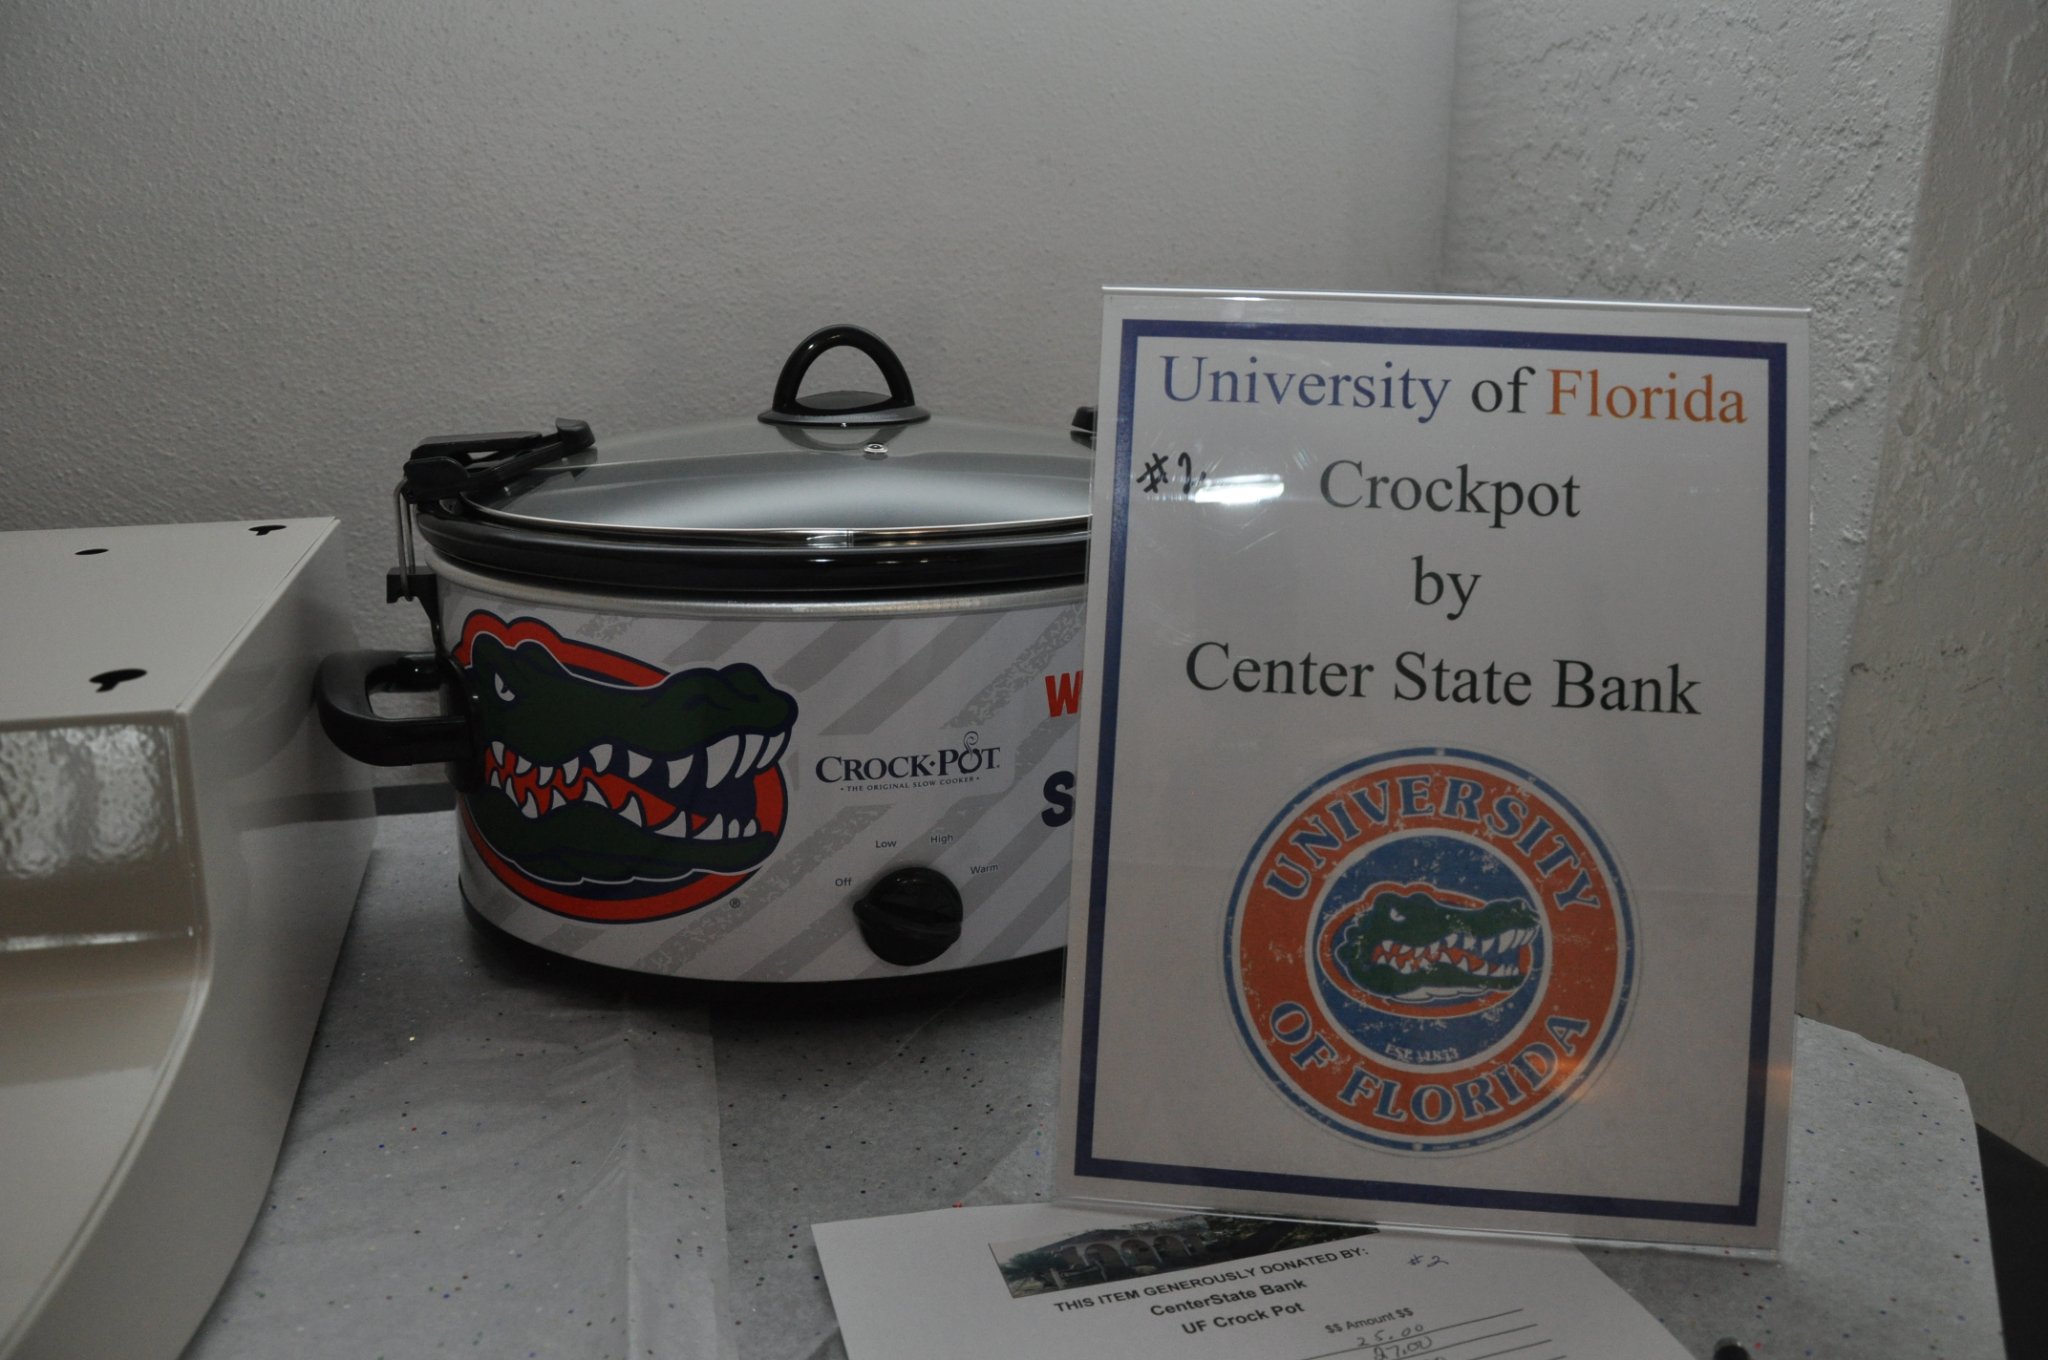 University of Florida
#2
Crockpot
by
Center State Bank
UNIVERSITY
OF FLORIDA
CROCK·POT
• THE ORIGINAL SLOW COOKER •
W
S
Off
Low
High
Warm
®
THIS ITEM GENEROUSLY DONATED BY:
#2
CenterState Bank
UF Crock Pot
$$ Amount $$
25.00
27.00